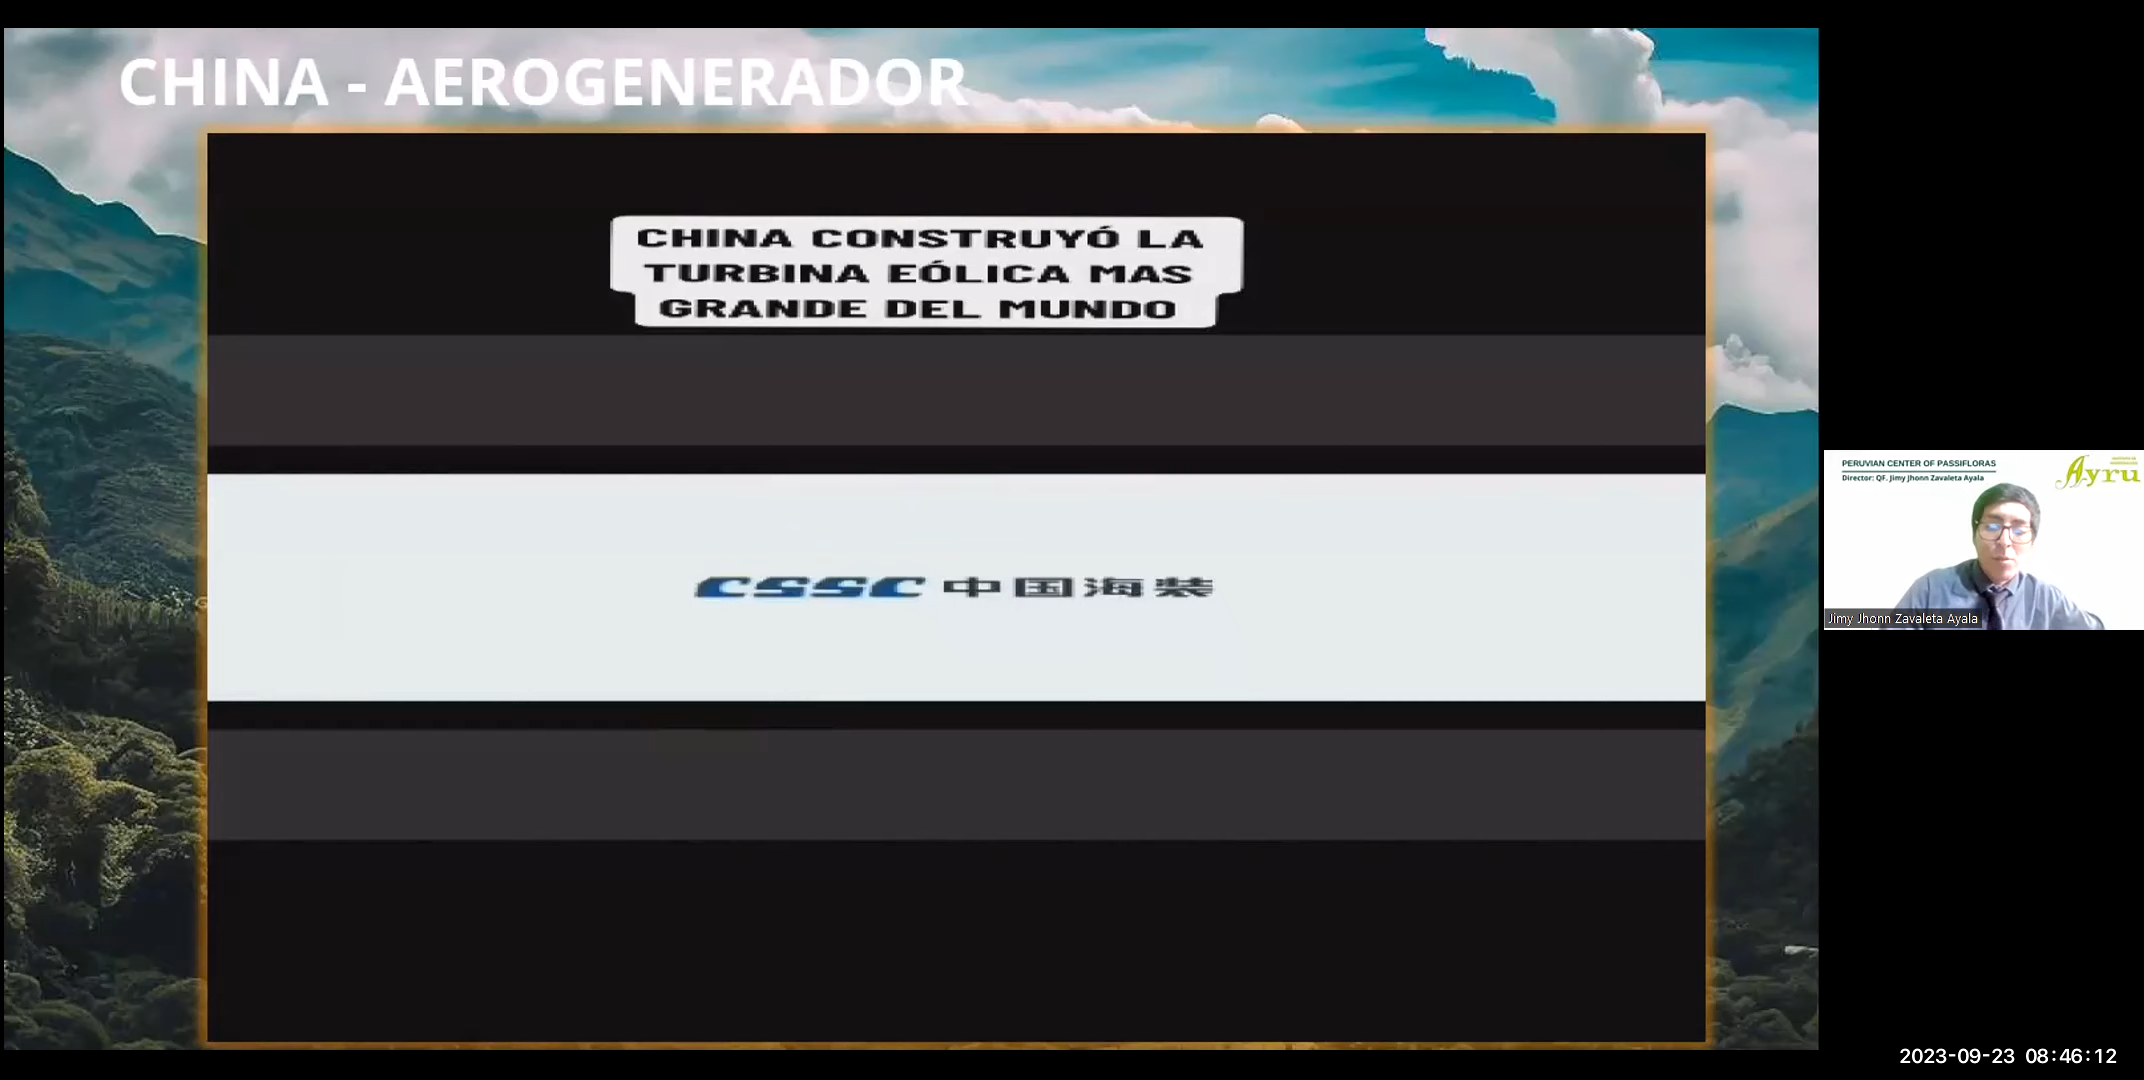 CHINA - AEROGENERADOR
CHINA CONSTRUYÓ LA
TURBINA EÓLICA MAS
GRANDE DEL MUNDO
CSSC 中国海装
PERUVIAN CENTER OF PASSIFLORAS
Director: QF. Jimy Jhonn Zavaleta Ayala
Ayru
Jimy Jhonn Zavaleta Ayala
2023-09-23 08:46:12